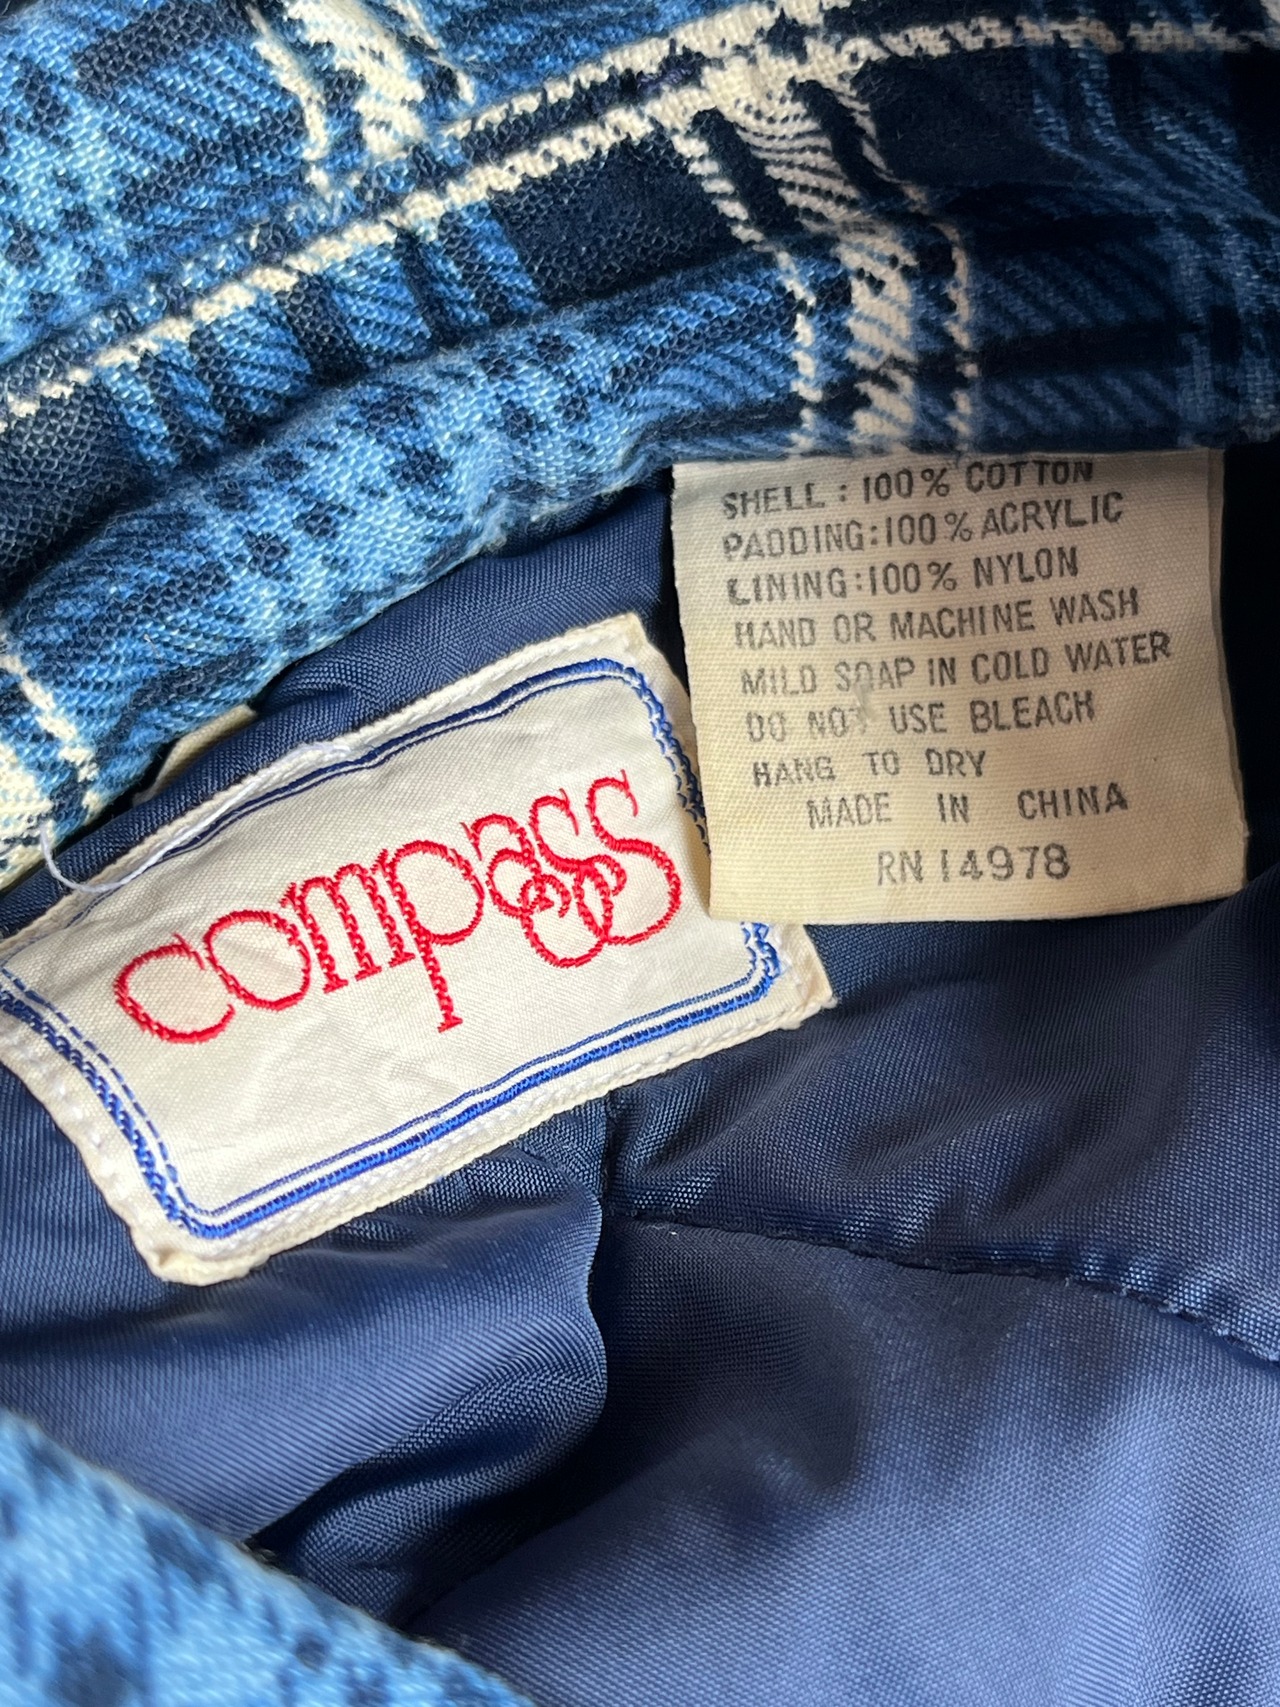 SHELL : 100% COTTON
PADDING:100% ACRYLIC
LINING:100% NYLON
HAND OR MACHINE WASH
MILD SOAP IN COLD WATER
DO NOT USE BLEACH
HANG TO DRY
MADE IN CHINA
RN 14978
compass